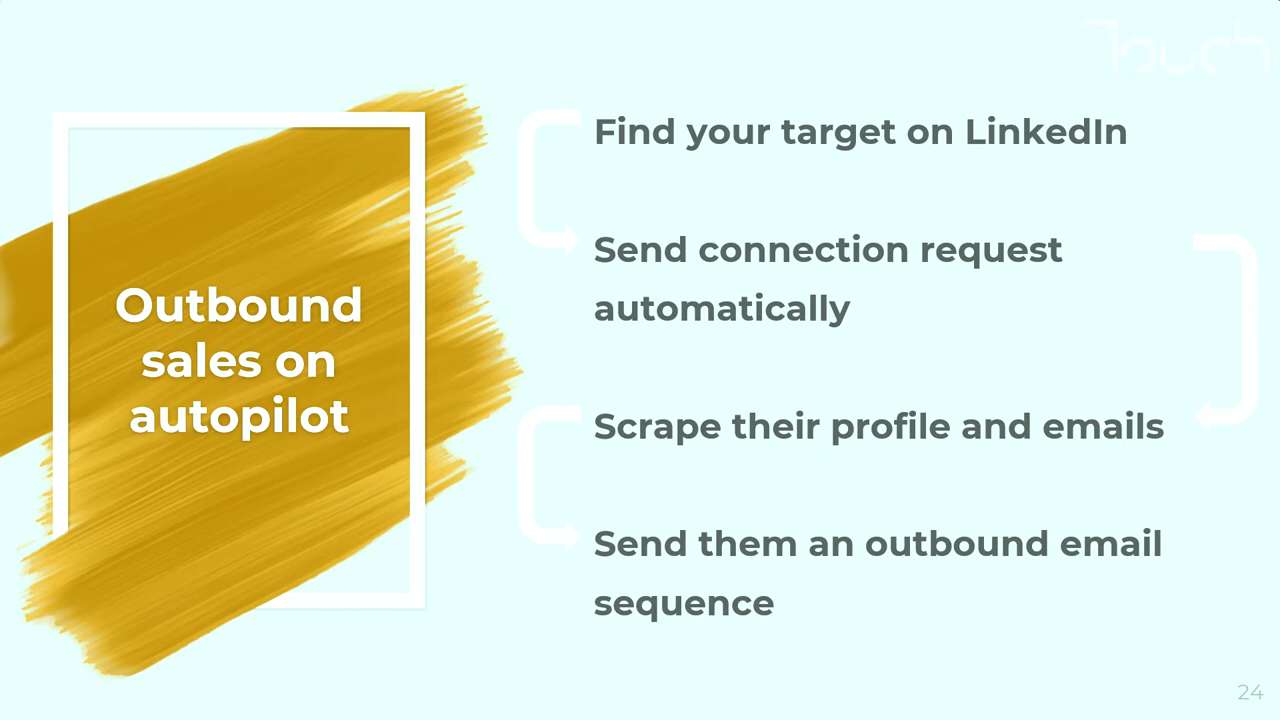 Outbound
sales on
autopilot
Find your target on LinkedIn
Send connection request
automatically
Scrape their profile and emails
Send them an outbound email
sequence
24